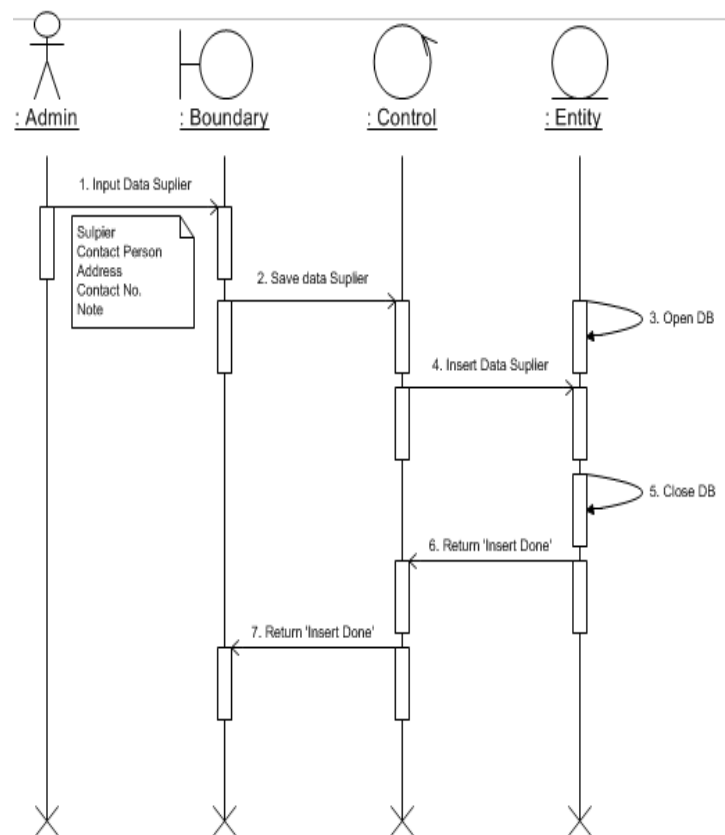 : Admin
: Boundary
: Control
: Entity
1. Input Data Suplier
Sulpier
Contact Person
Address
Contact No.
Note
2. Save data Suplier
3. Open DB
4. Insert Data Suplier
5. Close DB
6. Return 'Insert Done'
7. Return 'Insert Done'